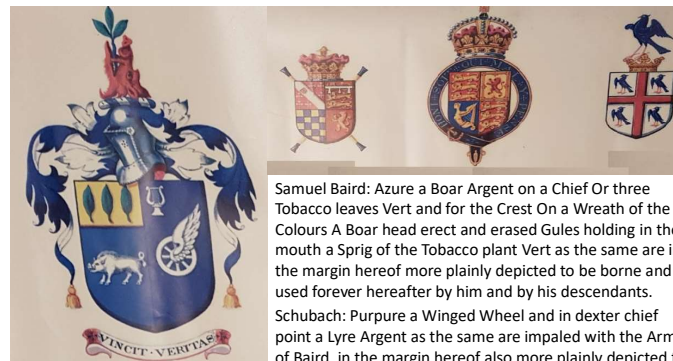 VINCIT·VERITAS
Samuel Baird: Azure a Boar Argent on a Chief Or three
Tobacco leaves Vert and for the Crest On a Wreath of the
Colours A Boar head erect and erased Gules holding in the
mouth a Sprig of the Tobacco plant Vert as the same are i
the margin hereof more plainly depicted to be borne and
used forever hereafter by him and by his descendants.
Schubach: Purpure a Winged Wheel and in dexter chief
point a Lyre Argent as the same are impaled with the Arm
of Baird, in the margin hereof also more plainly depicted